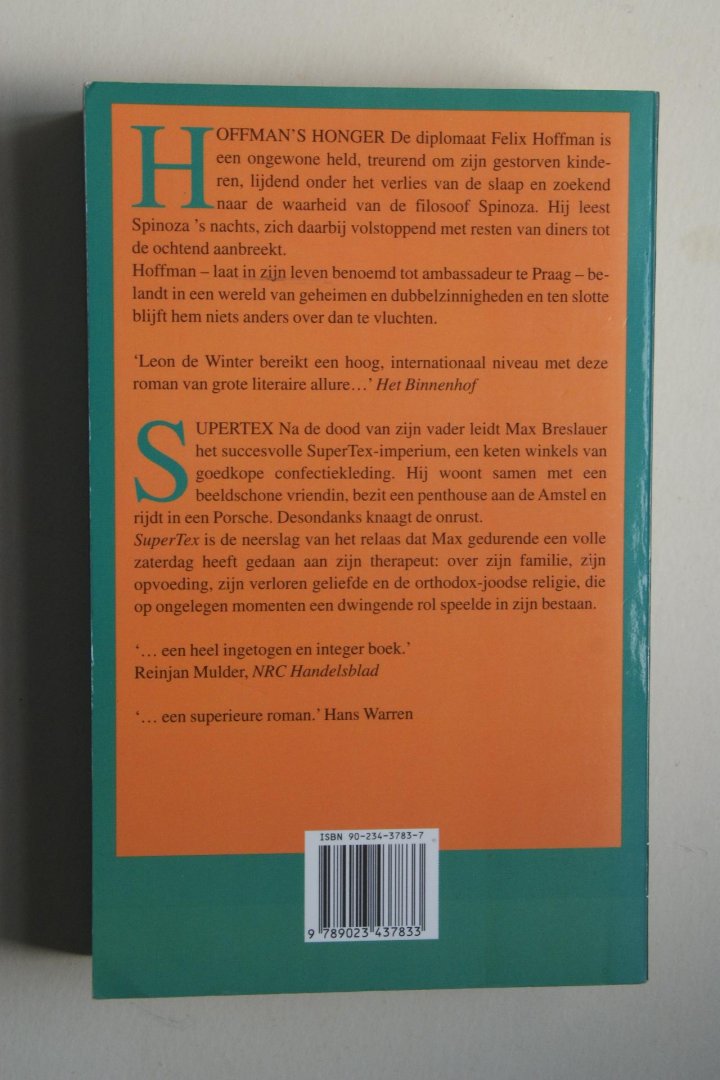 HOFFMAN'S HONGER De diplomaat Felix Hoffman is
een ongewone held, treurend om zijn gestorven kinde-
ren, lijdend onder het verlies van de slaap en zoekend
naar de waarheid van de filosoof Spinoza. Hij leest
Spinoza 's nachts, zich daarbij volstoppend met resten van diners tot
de ochtend aanbreekt.
Hoffman – laat in zijn leven benoemd tot ambassadeur te Praag – be-
landt in een wereld van geheimen en dubbelzinnigheden en ten slotte
blijft hem niets anders over dan te vluchten.
‘Leon de Winter bereikt een hoog, internationaal niveau met deze
roman van grote literaire allure…’ Het Binnenhof
SUPERTEX Na de dood van zijn vader leidt Max Breslauer
het succesvolle SuperTex-imperium, een keten winkels van
goedkope confectiekleding. Hij woont samen met een
beeldschone vriendin, bezit een penthouse aan de Amstel en
rijdt in een Porsche. Desondanks knaagt de onrust.
SuperTex is de neerslag van het relaas dat Max gedurende een volle
zaterdag heeft gedaan aan zijn therapeut: over zijn familie, zijn
opvoeding, zijn verloren geliefde en de orthodox-joodse religie, die
op ongelegen momenten een dwingende rol speelde in zijn bestaan.
‘… een heel ingetogen en integer boek.’
Reinjan Mulder, NRC Handelsblad
‘… een superieure roman.’ Hans Warren
ISBN 90-234-3783-7
9 789023 437833